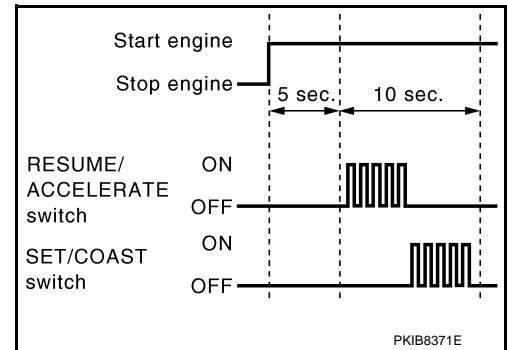 Start engine
Stop engine
5 sec.
10 sec.
RESUME/
ACCELERATE
switch
ON
OFF
SET/COAST
switch
ON
OFF
PKIB8371E